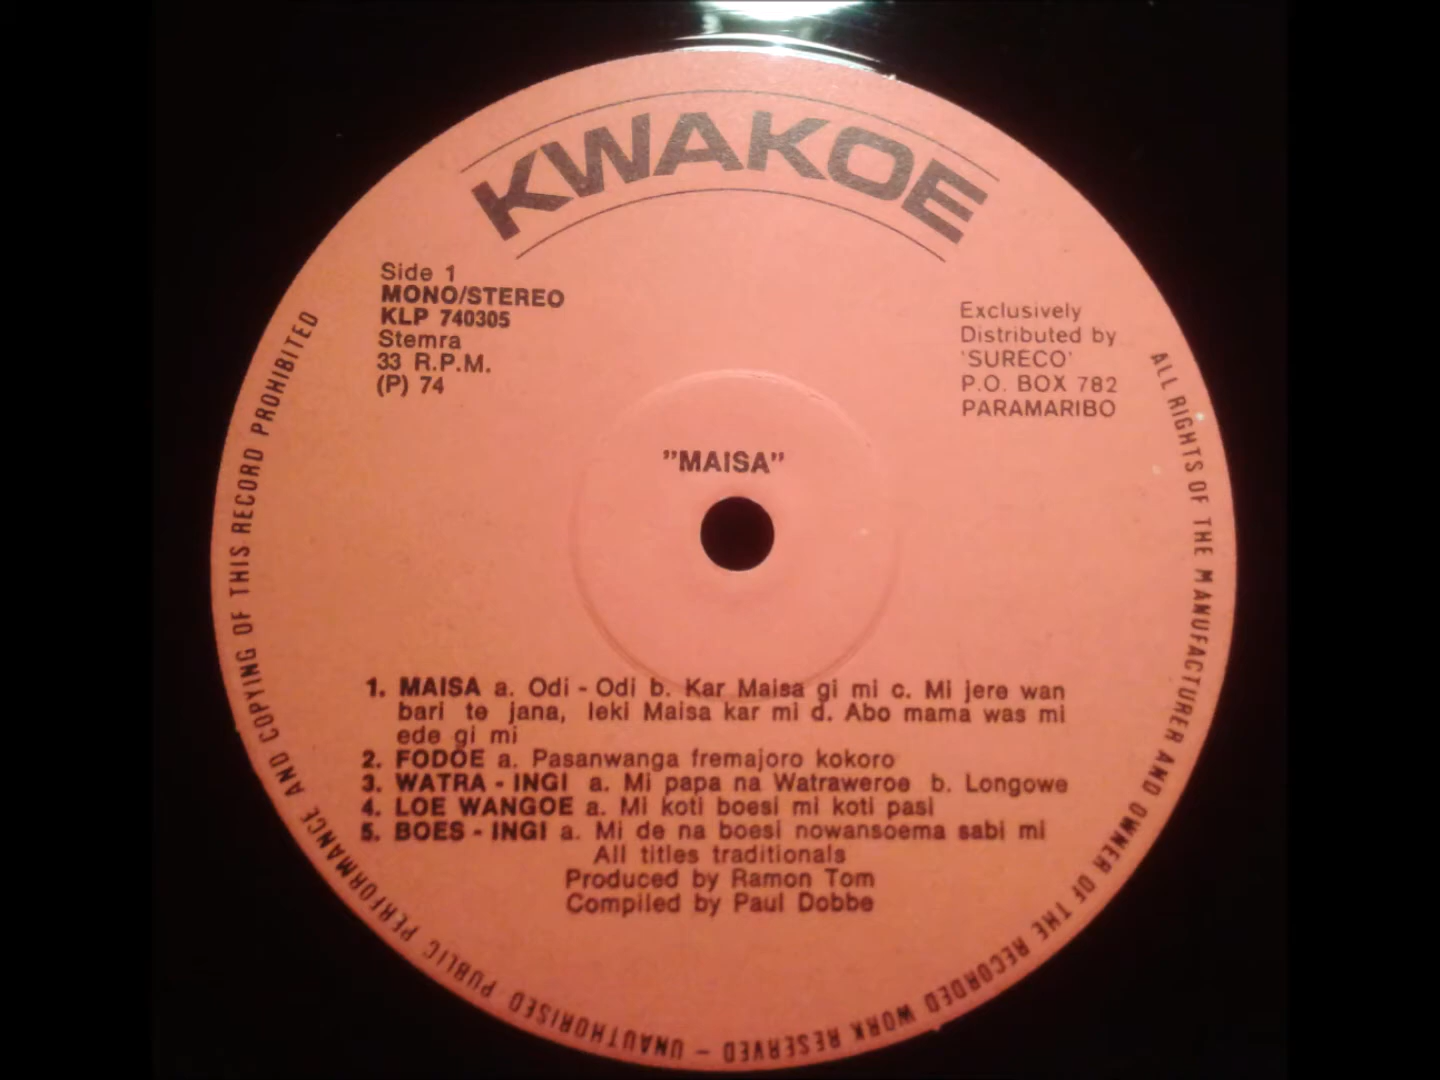 KWAKOE
Side 1
MONO/STEREO
KLP 740305
Stemra
33 R.P.M.
(P) 74
Exclusively
Distributed by
'SURECO'
P.O. BOX 782
PARAMARIBO
"MAISA"
1. MAISA a. Odi - Odi b. Kar Maisa gi mi c. Mi jere wan
bari te jana, leki Maisa kar mi d. Abo mama was mi
ede gi mi
2. FODOE a. Pasanwanga fremajoro kokoro
3. WATRA - INGI a. Mi papa na Watraweroe b. Longowe
4. LOE WANGOE a. Mi koti boesi mi koti pasi
5. BOES - INGI a. Mi de na boesi nowansoema sabi mi
All titles traditionals
Produced by Ramon Tom
Compiled by Paul Dobbe
ALL RIGHTS OF THE MANUFACTURER AND OWNER OF THE RECORDED WORK RESERVED - UNAUTHORISED PUBLIC PERFORMANCE AND COPYING OF THIS RECORD PROHIBITED